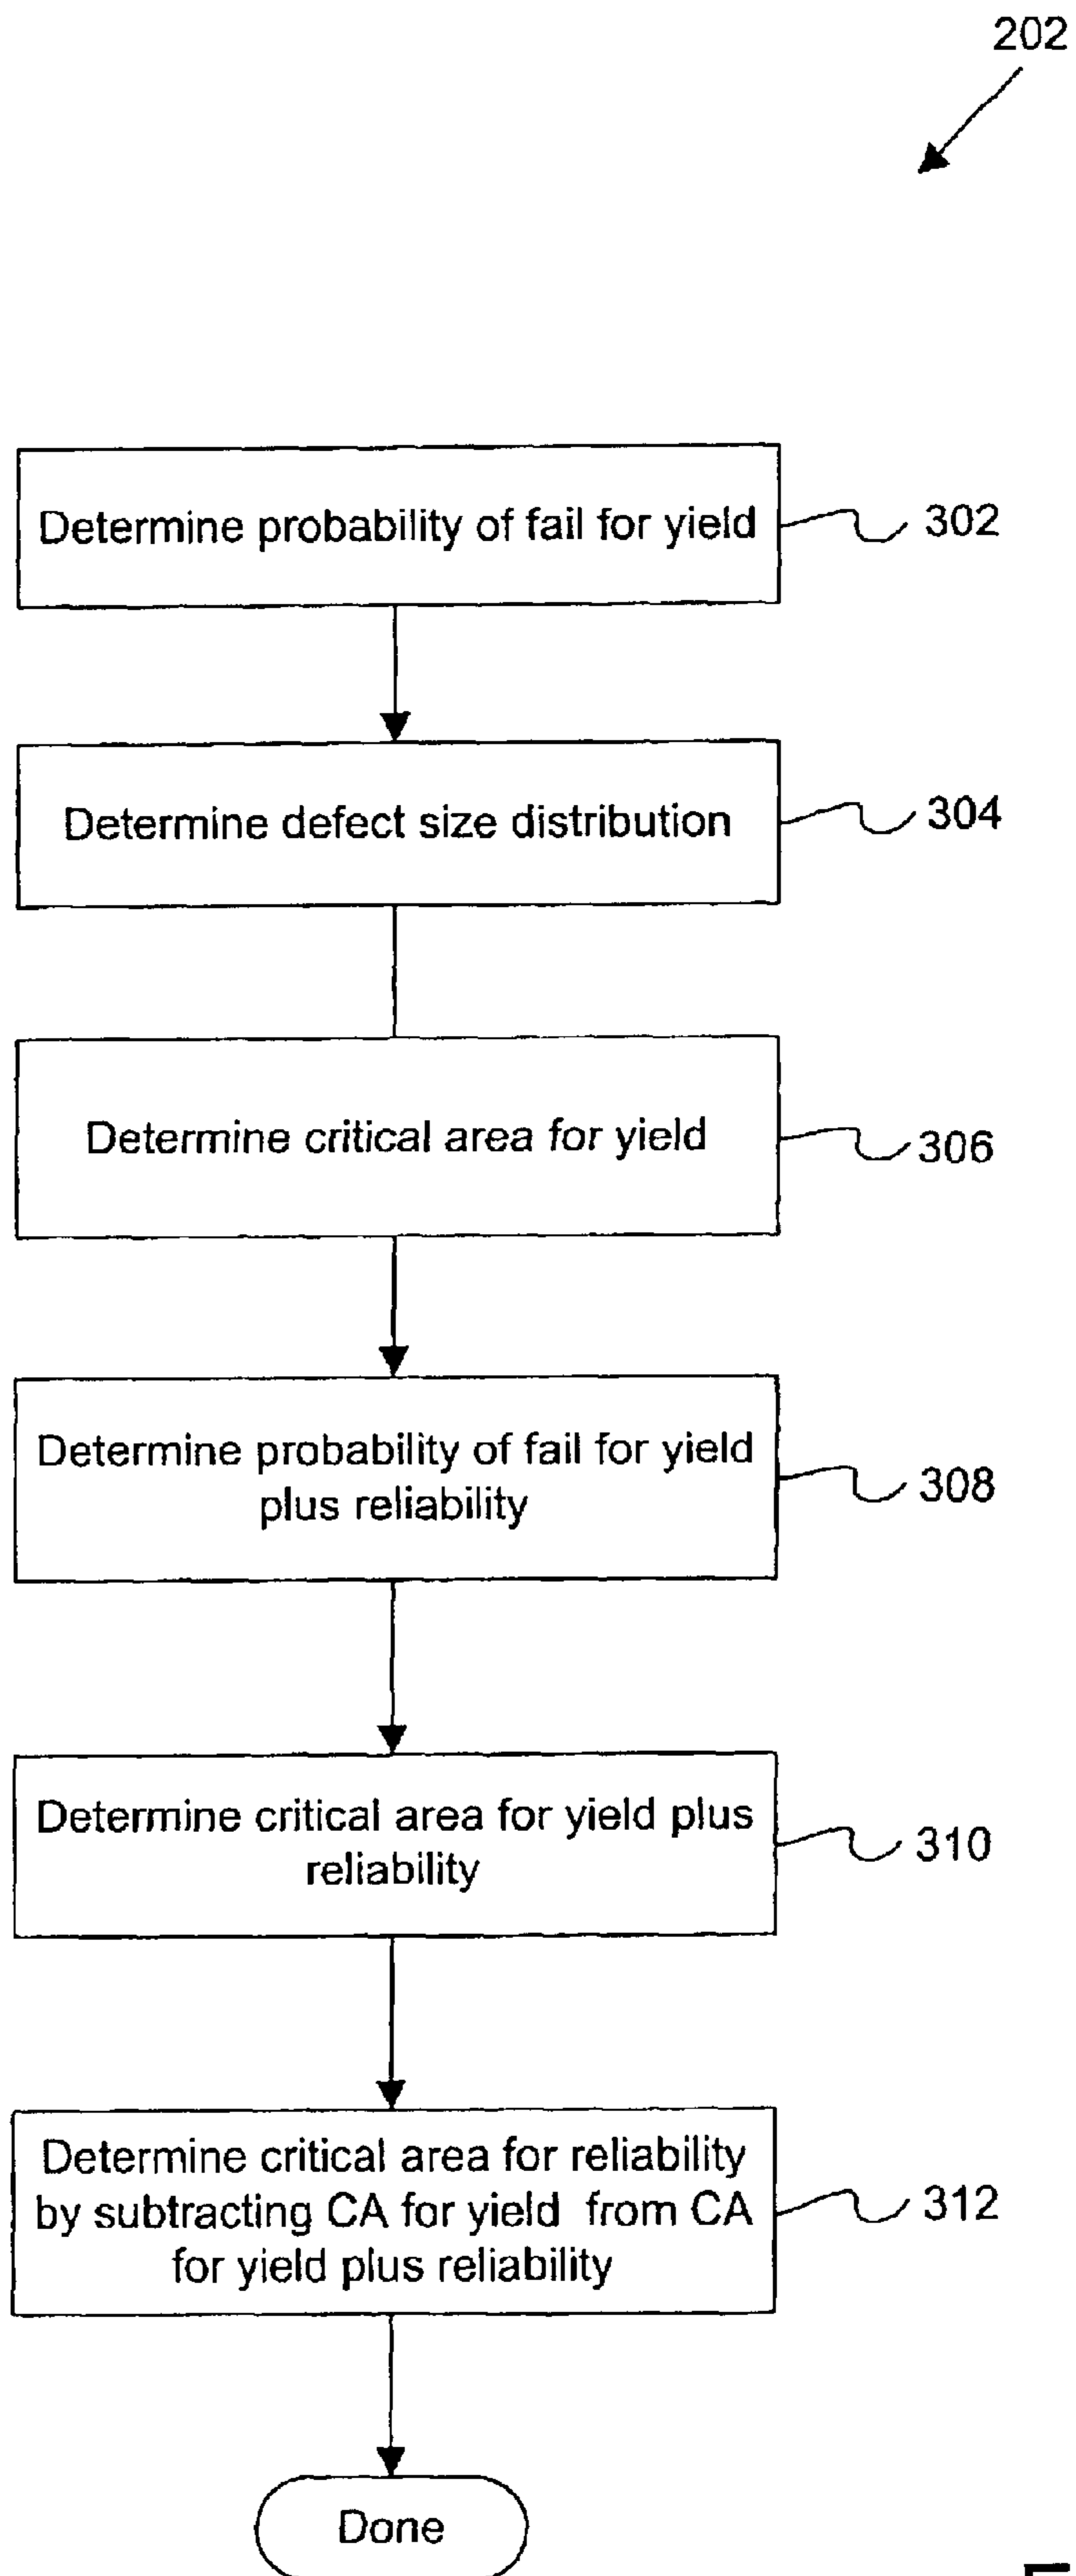 202
Determine probability of fail for yield
302
Determine defect size distribution
304
Determine critical area for yield
306
Determine probability of fail for yield
plus reliability
308
Determine critical area for yield plus
reliability
310
Determine critical area for reliability
by subtracting CA for yield from CA
for yield plus reliability
312
Done